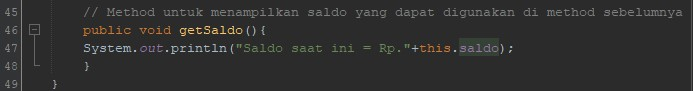 45 // Method untuk menampilkan saldo yang dapat digunakan di method sebelumnya
46 public void getSaldo(){
47 System.out.println("Saldo saat ini = Rp."+this.saldo);
48 }
49 }